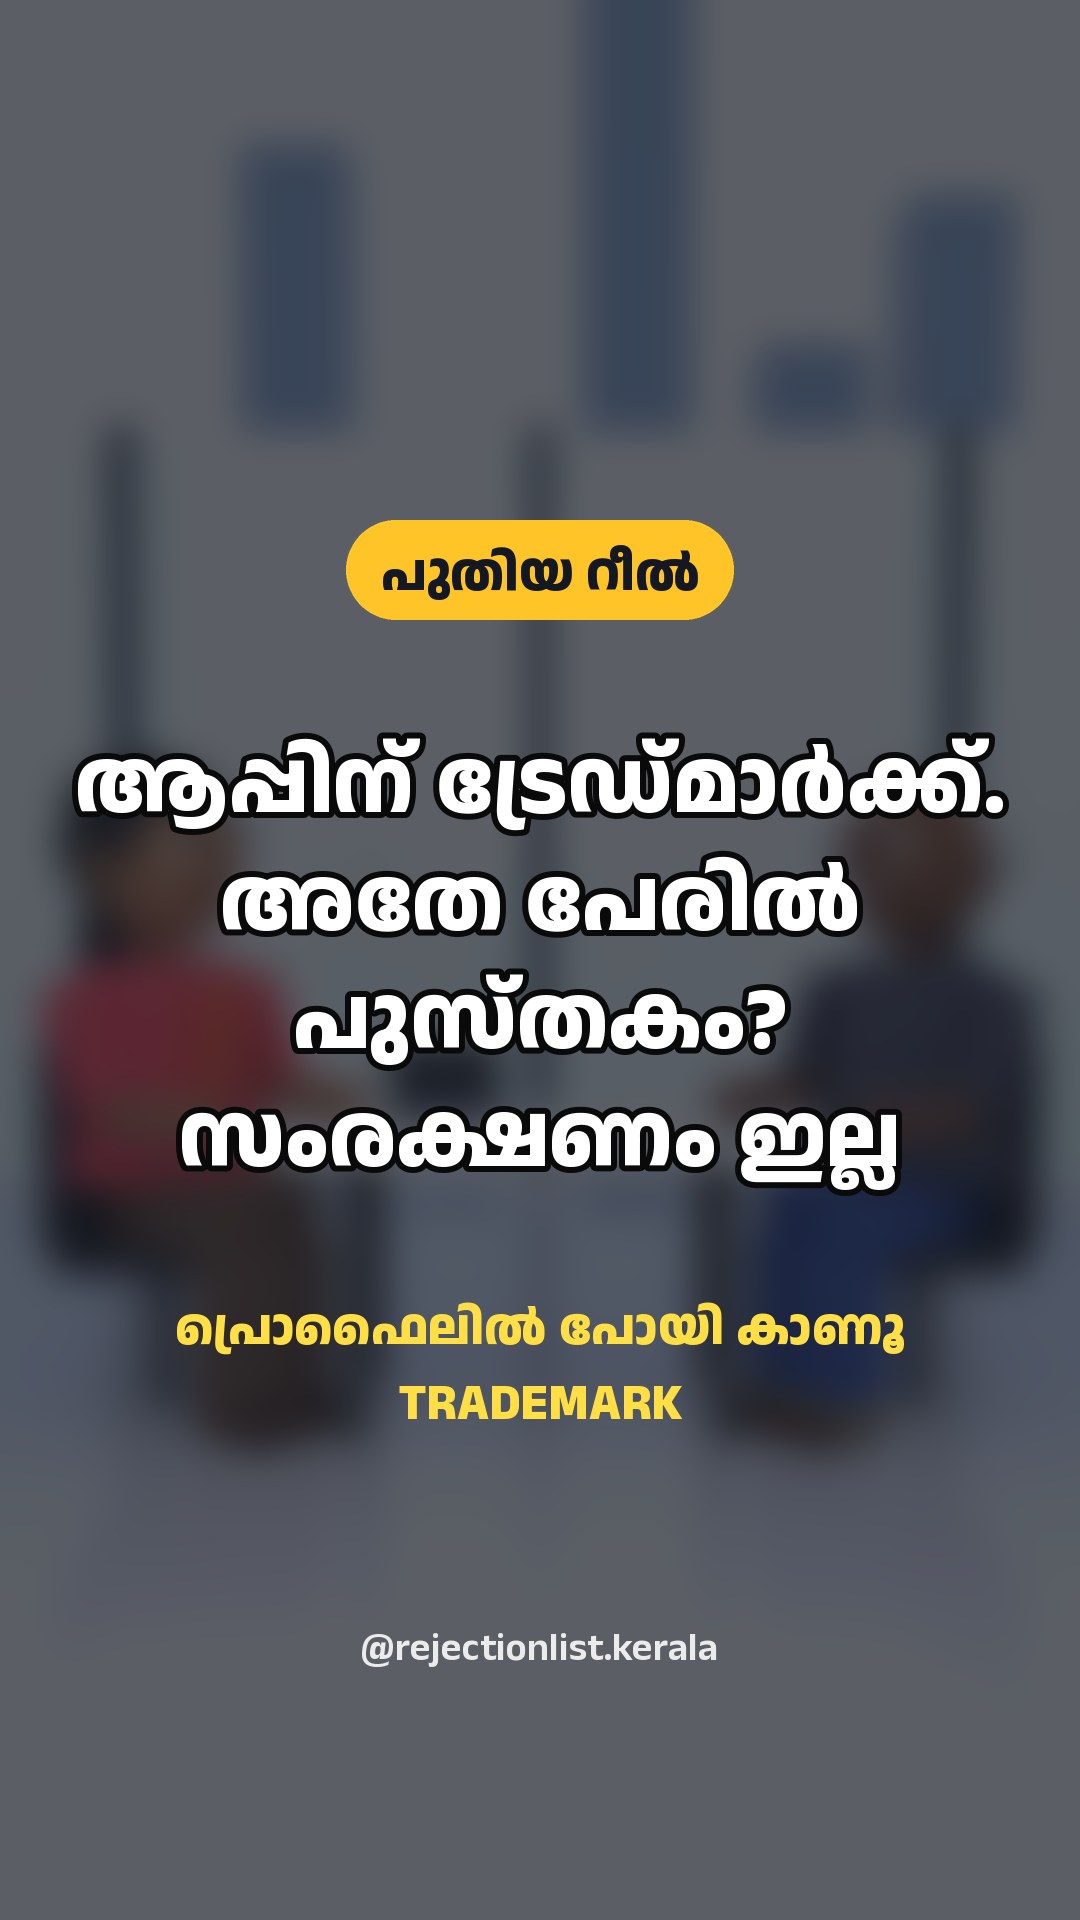 പുതിയ റീൽ
ആപ്പിന് ട്രേഡ്മാർക്ക്.
അതേ പേരിൽ
പുസ്തകം?
സംരക്ഷണം ഇല്ല
പ്രൊഫൈലിൽ പോയി കാണൂ
TRADEMARK
@rejectionlist.kerala